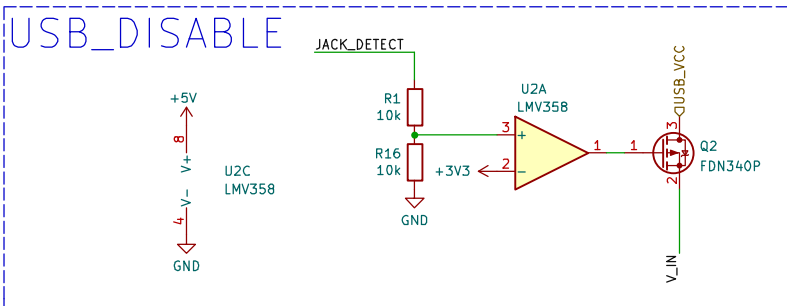 USB_DISABLE
JACK_DETECT
+5V
8
V+
U2C
LMV358
V-
4
GND
R1
10k
R16
10k
GND
+3V3
3
+
2
-
U2A
LMV358
1
1
USB_VCC
3
Q2
FDN340P
2
V_IN